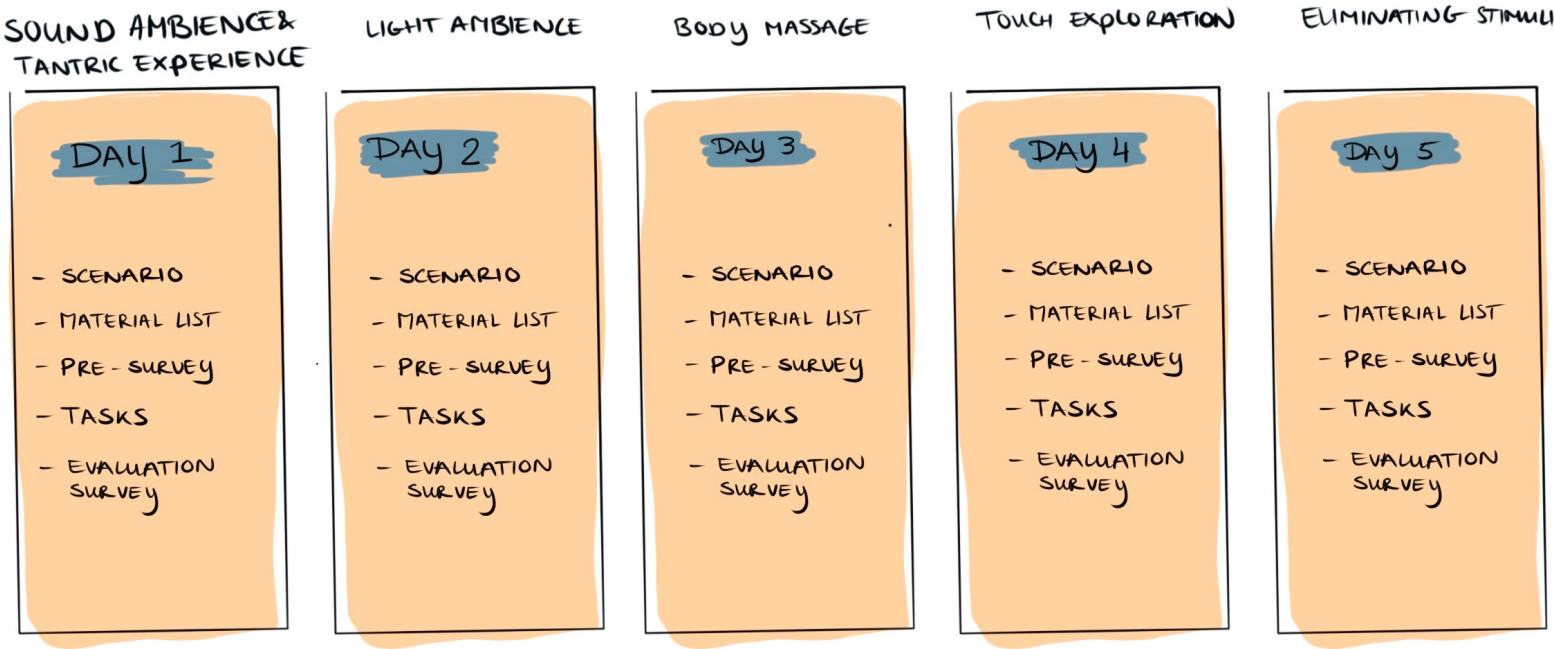 SOUND AMBIENCE &
TANTRIC EXPERIENCE
DAY 1
- SCENARIO
- MATERIAL LIST
- PRE - SURVEY
- TASKS
- EVALUATION
SURVEY
LIGHT AMBIENCE
DAY 2
- SCENARIO
- MATERIAL LIST
- PRE - SURVEY
- TASKS
- EVALUATION
SURVEY
BODY MASSAGE
DAY 3
- SCENARIO
- MATERIAL LIST
- PRE - SURVEY
- TASKS
- EVALUATION
SURVEY
TOUCH EXPLORATION
DAY 4
- SCENARIO
- MATERIAL LIST
- PRE - SURVEY
- TASKS
- EVALUATION
SURVEY
ELIMINATING STIMULI
DAY 5
- SCENARIO
- MATERIAL LIST
- PRE - SURVEY
- TASKS
- EVALUATION
SURVEY